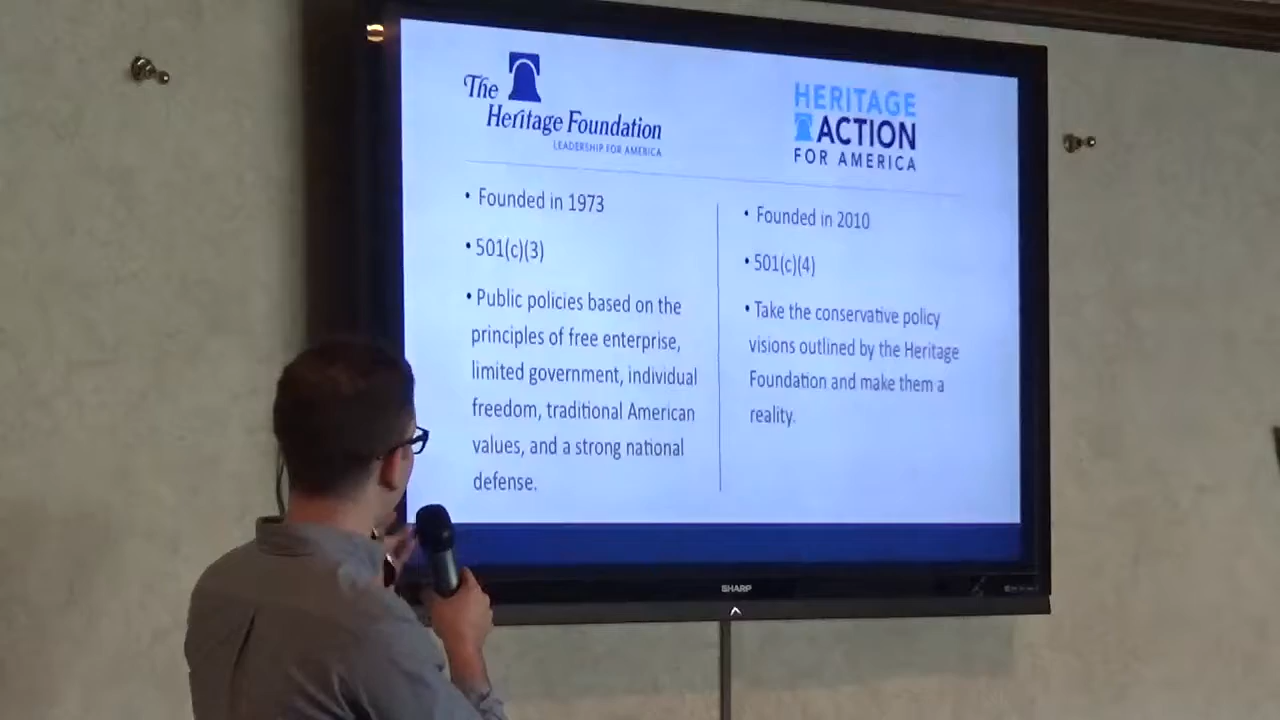 The
Heritage Foundation
LEADERSHIP FOR AMERICA
• Founded in 1973
• 501(c)(3)
• Public policies based on the
principles of free enterprise,
limited government, individual
freedom, traditional American
values, and a strong national
defense.
HERITAGE
ACTION
FOR AMERICA
• Founded in 2010
• 501(c)(4)
• Take the conservative policy
visions outlined by the Heritage
Foundation and make them a
reality.
SHARP